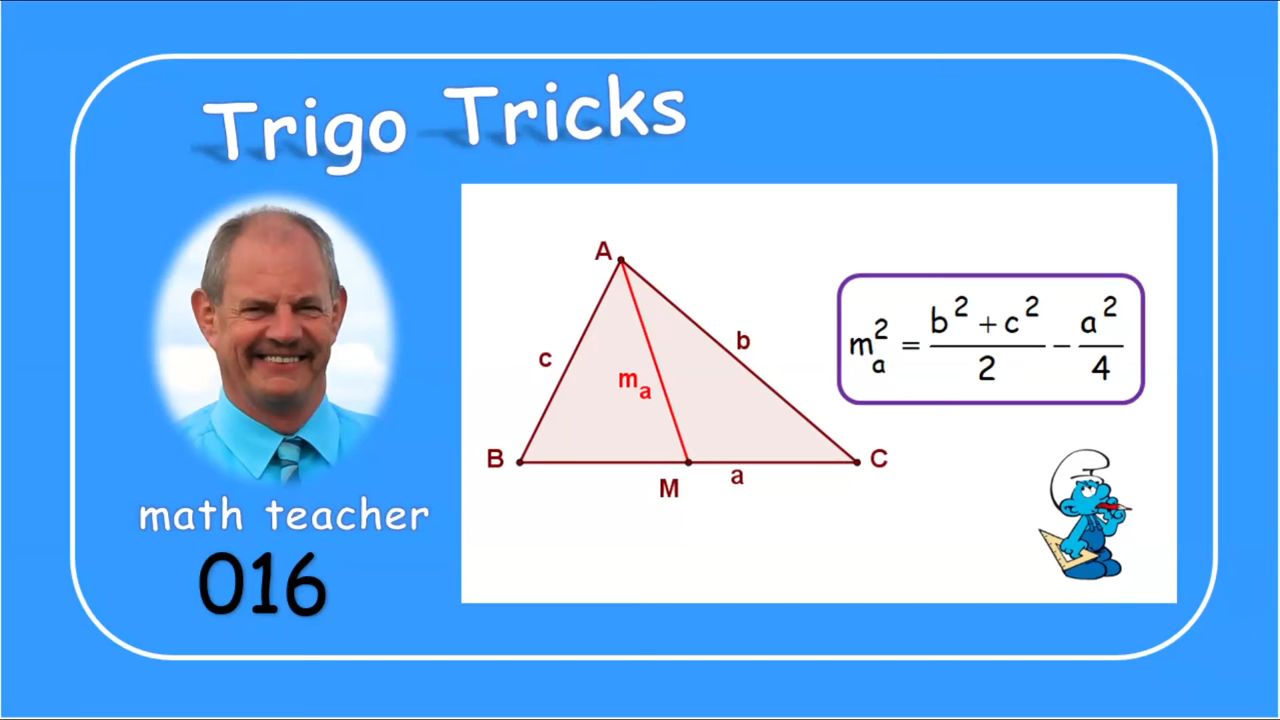 Trigo Tricks
A
c
b
m_a
B
M
a
C
m_a^2 = (b^2 + c^2)/2 − a^2/4
math teacher
016